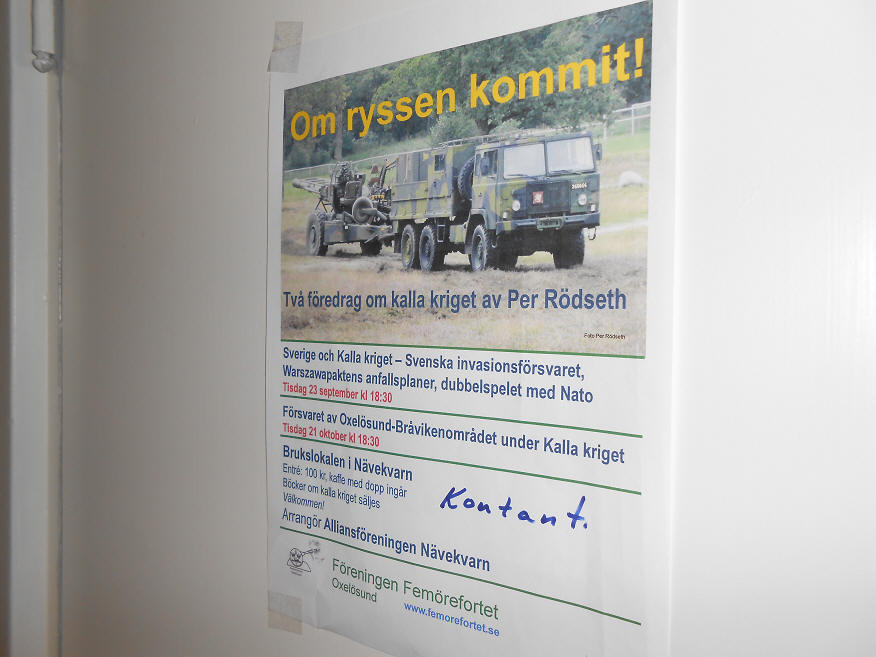 Om ryssen kommit!
Två föredrag om kalla kriget av Per Rödseth
Foto Per Rödseth
Sverige och Kalla kriget – Svenska invasionsförsvaret,
Warszawapaktens anfallsplaner, dubbelspelet med Nato
Tisdag 23 september kl 18:30
Försvaret av Oxelösund-Bråvikenområdet under Kalla kriget
Tisdag 21 oktober kl 18:30
Brukslokalen i Nävekvarn
Entré: 100 kr, kaffe med dopp ingår
Böcker om kalla kriget säljes
Välkommen!
Kontant.
Arrangör Alliansföreningen Nävekvarn
Föreningen Femörefortet
Oxelösund
www.femorefortet.se